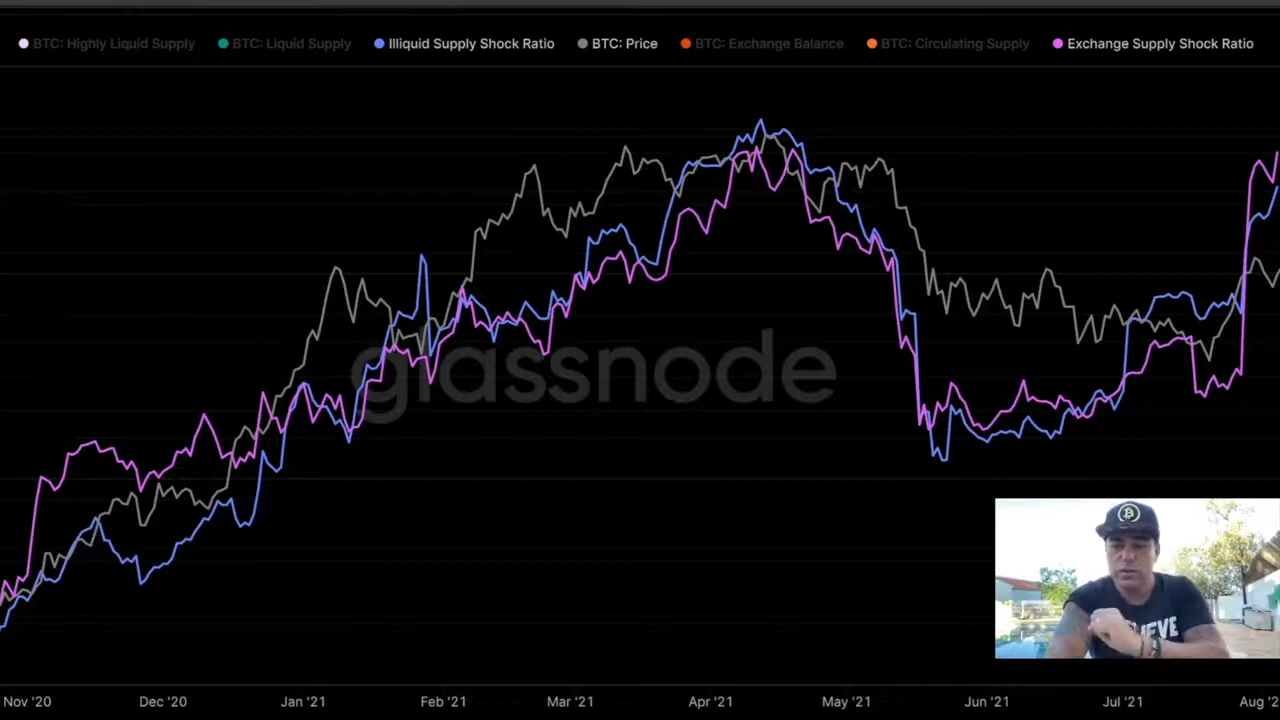 BTC: Highly Liquid Supply BTC: Liquid Supply Illiquid Supply Shock Ratio BTC: Price BTC: Exchange Balance BTC: Circulating Supply Exchange Supply Shock Ratio
glassnode
Nov '20 Dec '20 Jan '21 Feb '21 Mar '21 Apr '21 May '21 Jun '21 Jul '21 Aug '2